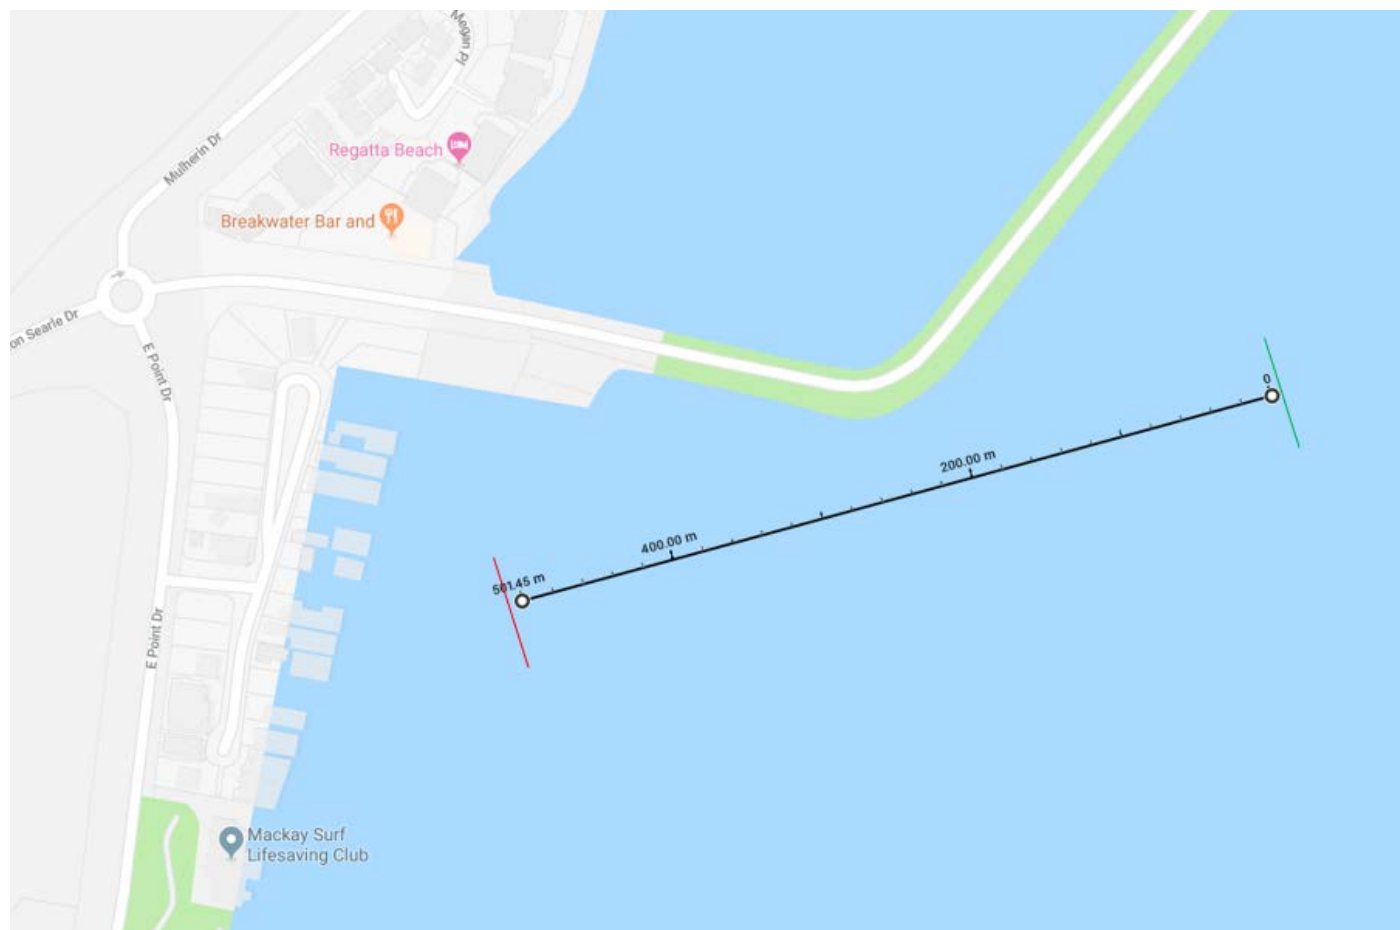 Megan Pl
Mulherin Dr
Regatta Beach
Breakwater Bar and
on Searle Dr
E Point Dr
0
200.00 m
400.00 m
501.45 m
E Point Dr
Mackay Surf
Lifesaving Club